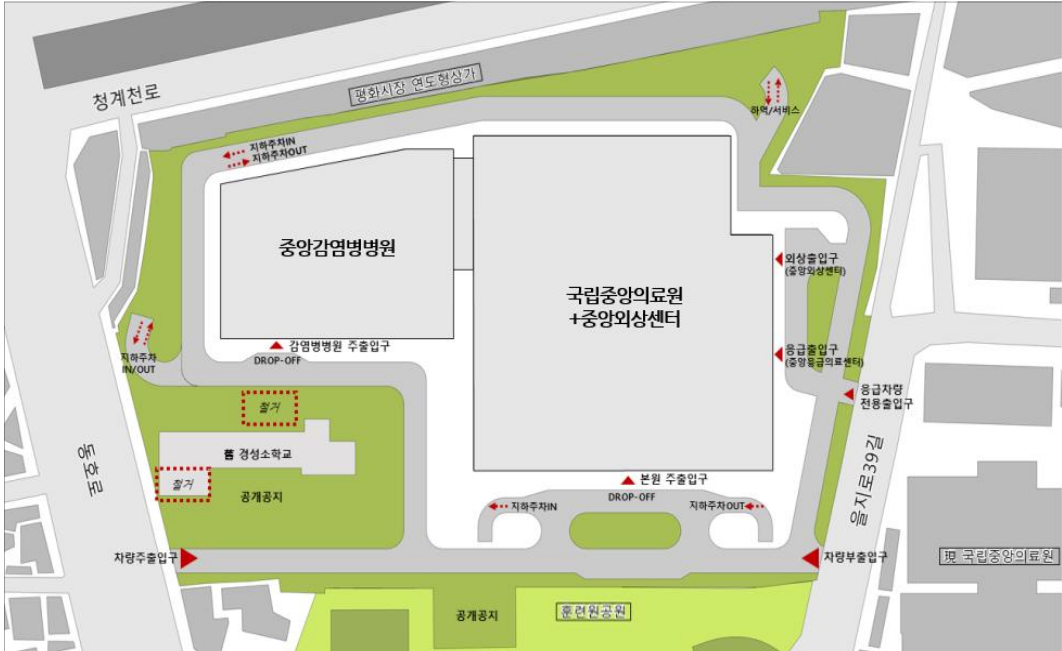 청계천로
평화시장 연도형상가
하역/서비스
지하주차IN
지하주차OUT
중앙감염병병원
국립중앙의료원
+중앙외상센터
외상출입구
(중앙외상센터)
응급출입구
(중앙응급의료센터)
응급차량
전용출입구
지하주차
IN/OUT
감염병병원 주출입구
DROP-OFF
철거
舊 경성소학교
철거
공개공지
동호로
을지로39길
본원 주출입구
DROP-OFF
지하주차IN
지하주차OUT
차량주출입구
차량부출입구
現 국립중앙의료원
공개공지
훈련원공원